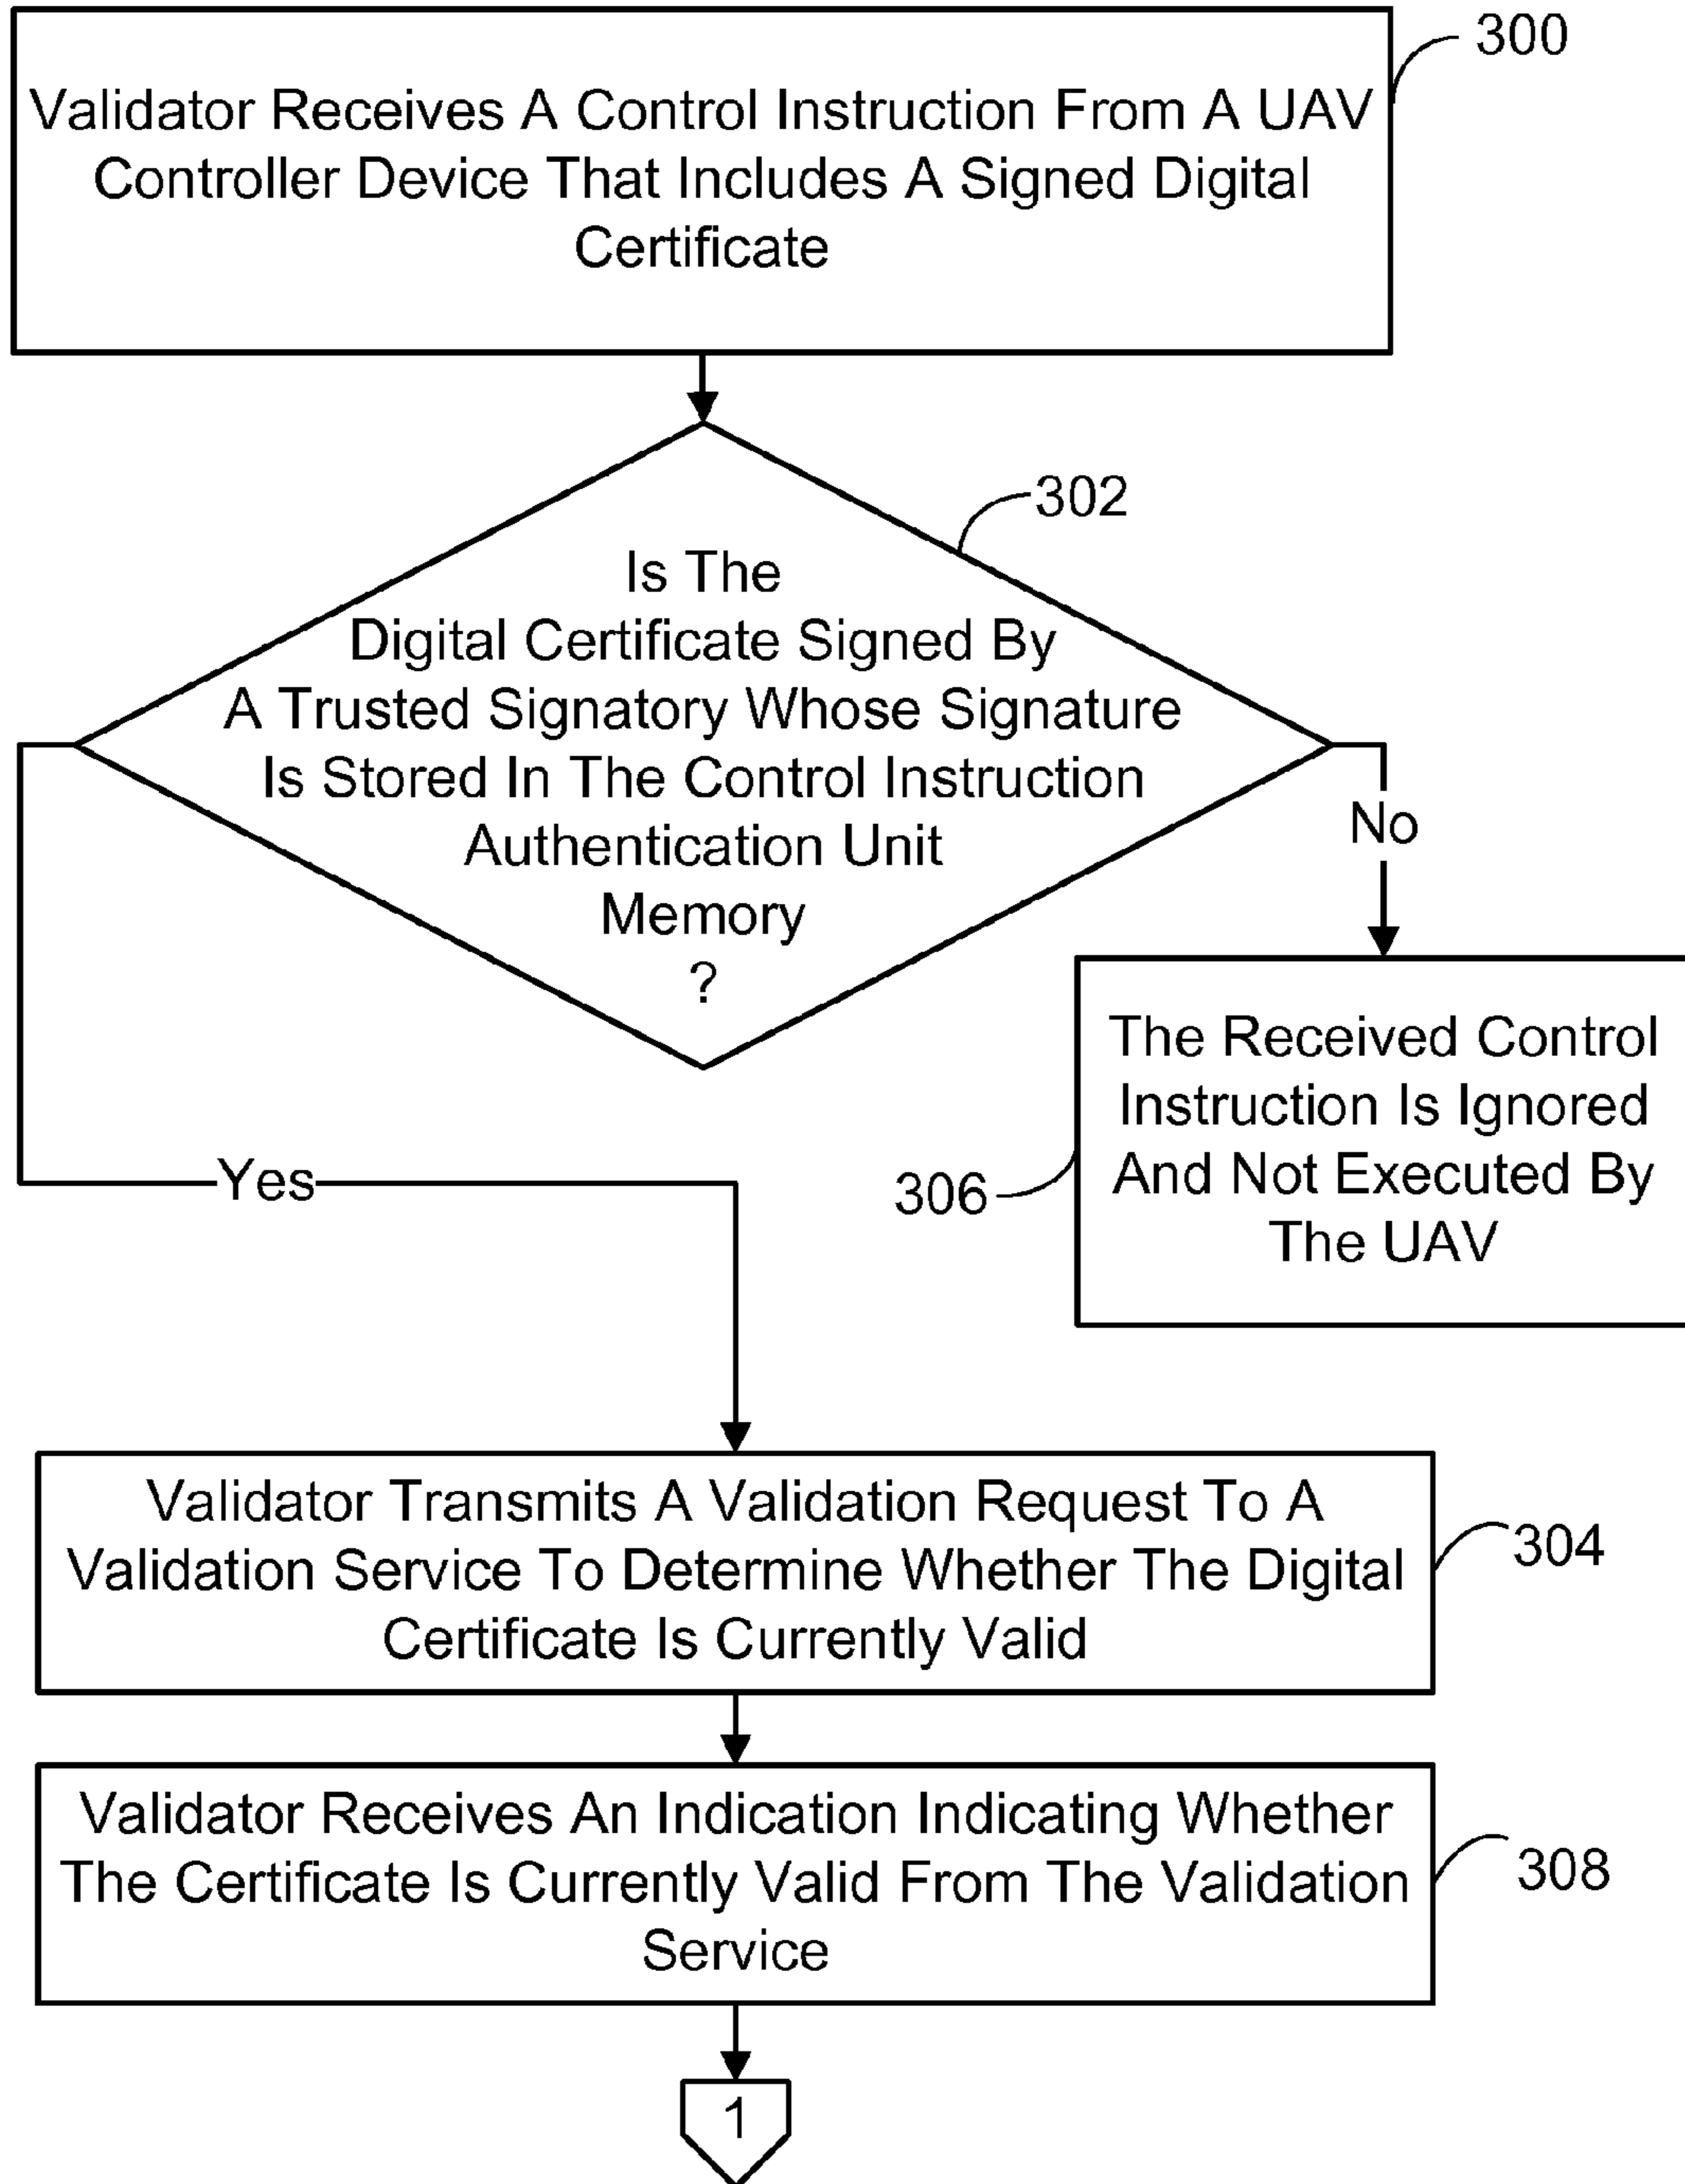 300
Validator Receives A Control Instruction From A UAV
Controller Device That Includes A Signed Digital
Certificate
302
Is The
Digital Certificate Signed By
A Trusted Signatory Whose Signature
Is Stored In The Control Instruction
Authentication Unit
Memory
?
No
The Received Control
Instruction Is Ignored
And Not Executed By
The UAV
306
Yes
Validator Transmits A Validation Request To A
Validation Service To Determine Whether The Digital
Certificate Is Currently Valid
304
Validator Receives An Indication Indicating Whether
The Certificate Is Currently Valid From The Validation
Service
308
1